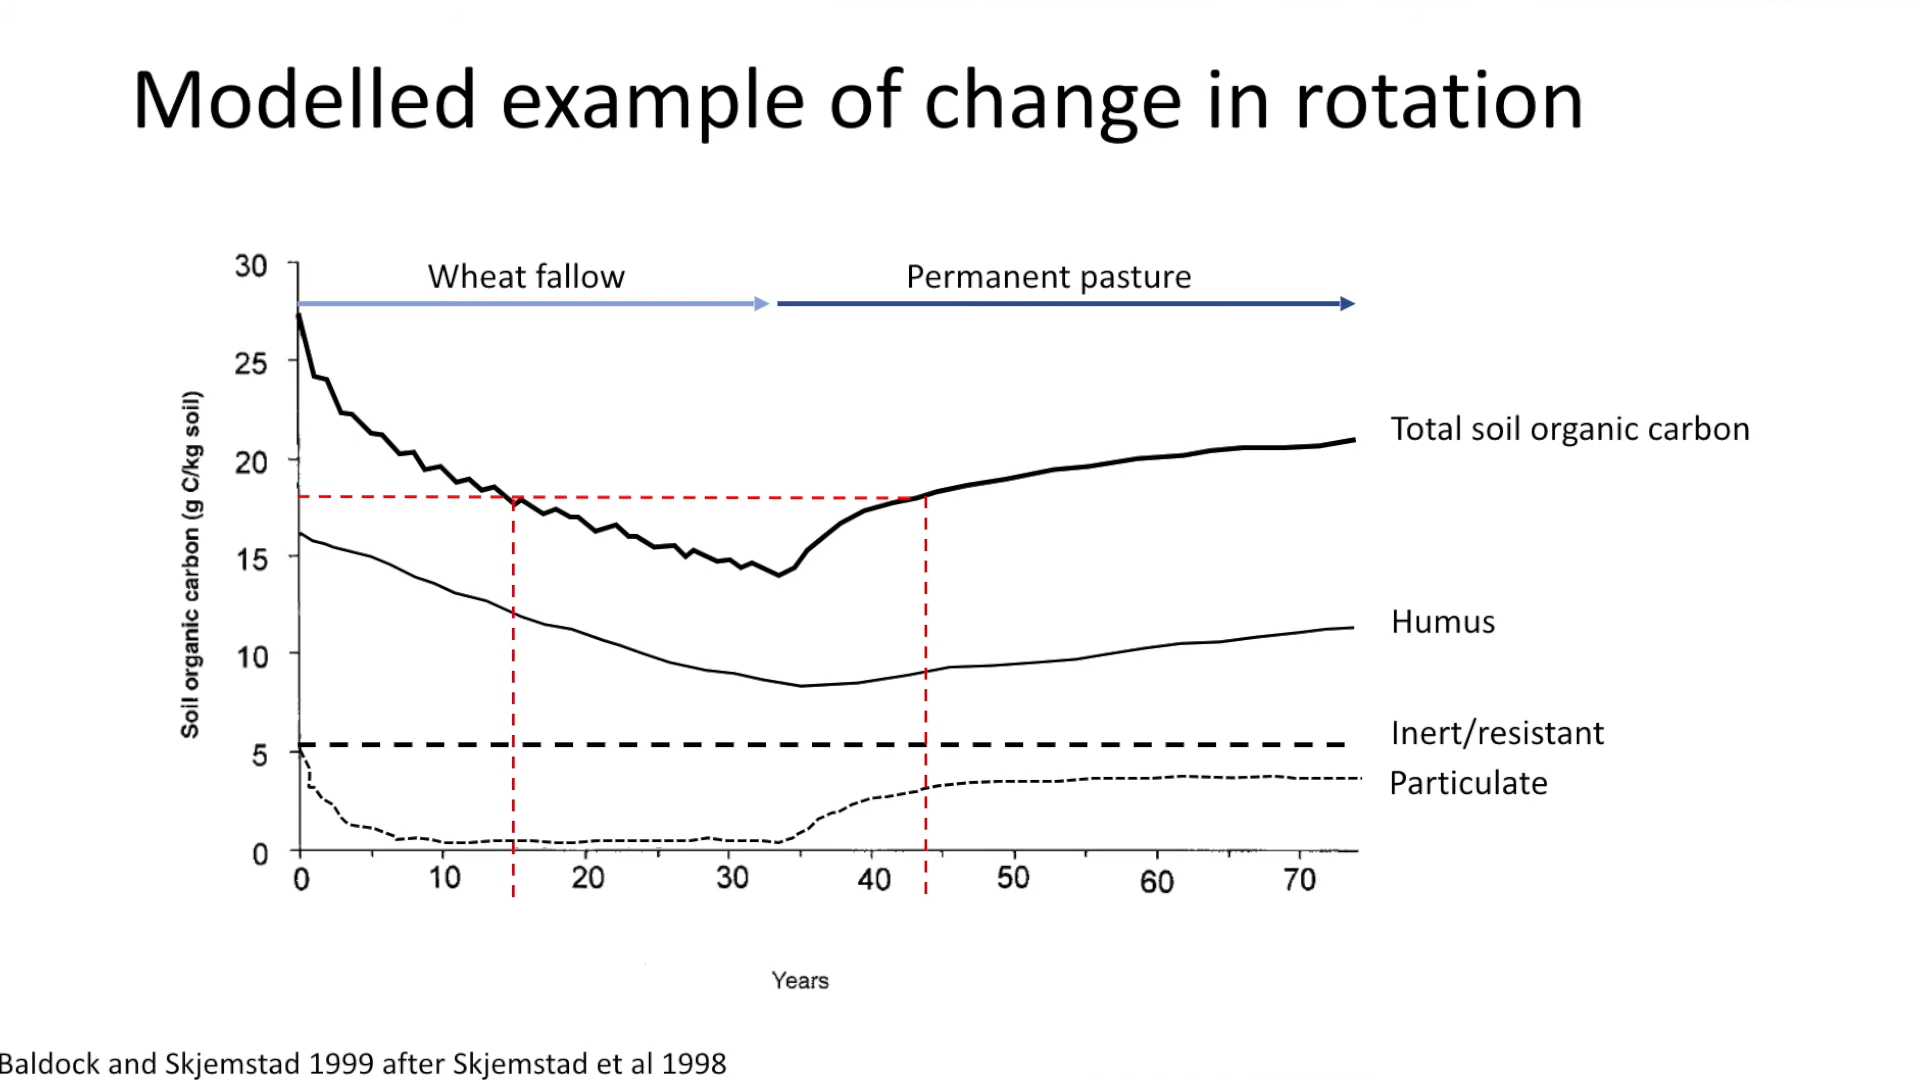 Modelled example of change in rotation
Wheat fallow
Permanent pasture
30
25
20
15
10
5
0
Soil organic carbon (g C/kg soil)
Total soil organic carbon
Humus
Inert/resistant
Particulate
0 10 20 30 40 50 60 70
Years
Baldock and Skjemstad 1999 after Skjemstad et al 1998